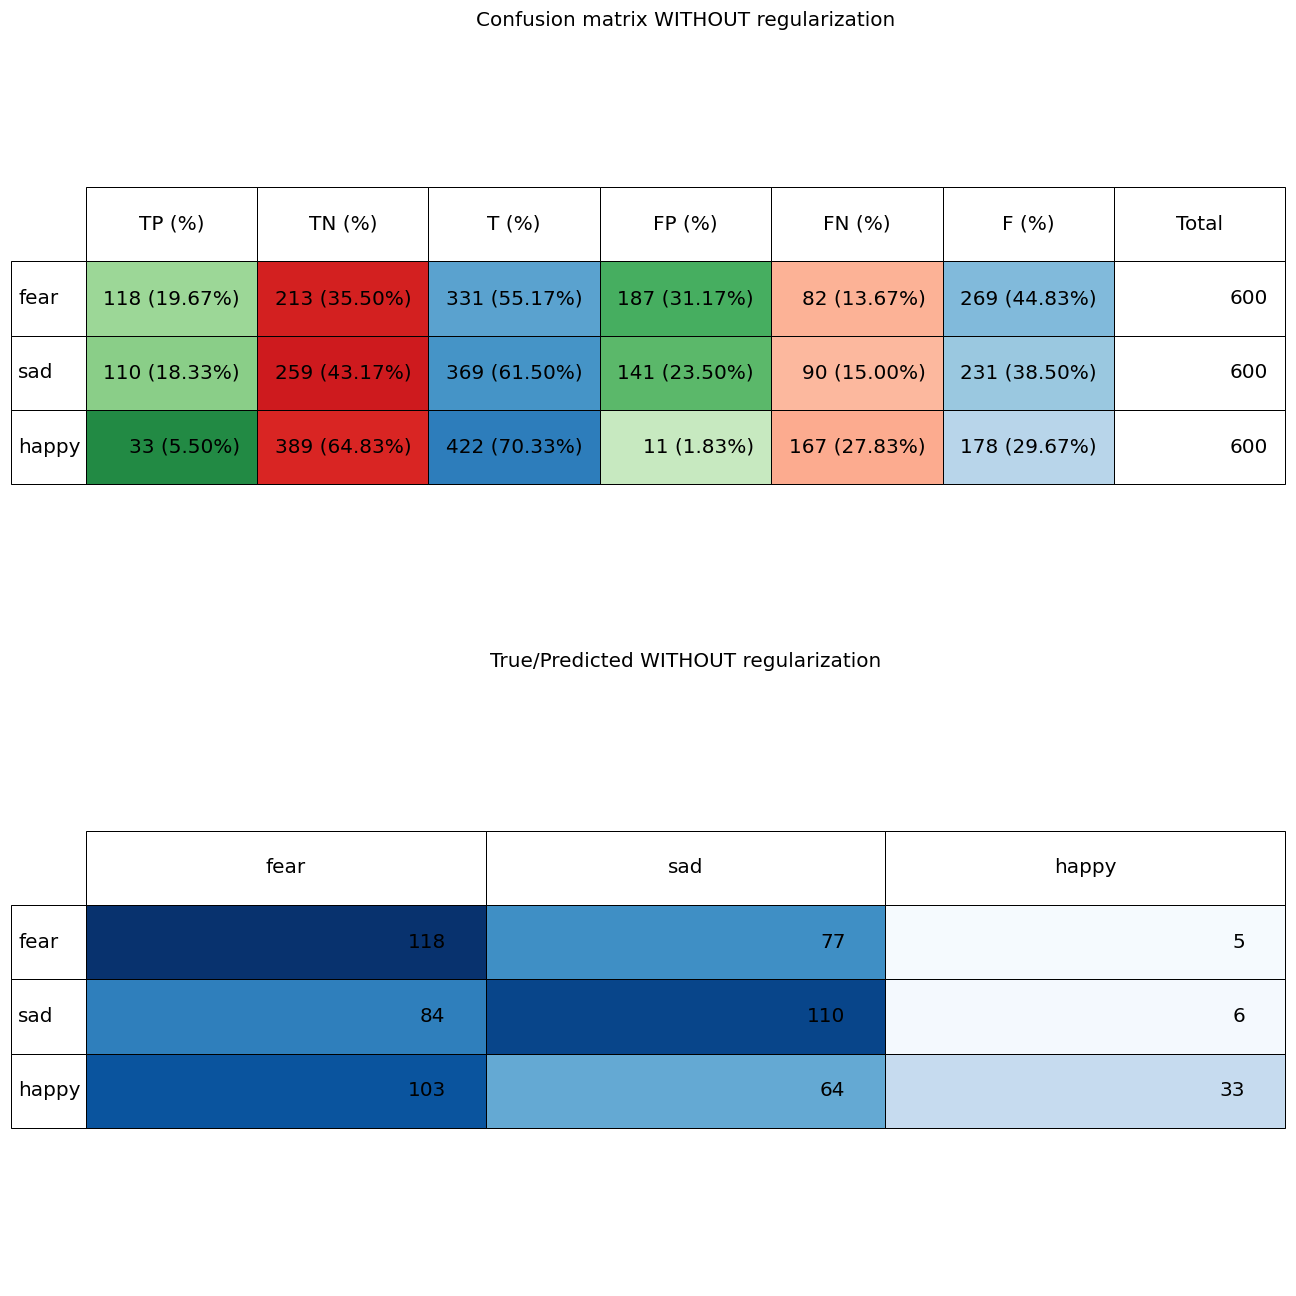 Confusion matrix WITHOUT regularization
TP (%) TN (%) T (%) FP (%) FN (%) F (%) Total
fear 118 (19.67%) 213 (35.50%) 331 (55.17%) 187 (31.17%) 82 (13.67%) 269 (44.83%) 600
sad 110 (18.33%) 259 (43.17%) 369 (61.50%) 141 (23.50%) 90 (15.00%) 231 (38.50%) 600
happy 33 (5.50%) 389 (64.83%) 422 (70.33%) 11 (1.83%) 167 (27.83%) 178 (29.67%) 600
True/Predicted WITHOUT regularization
fear sad happy
fear 118 77 5
sad 84 110 6
happy 103 64 33